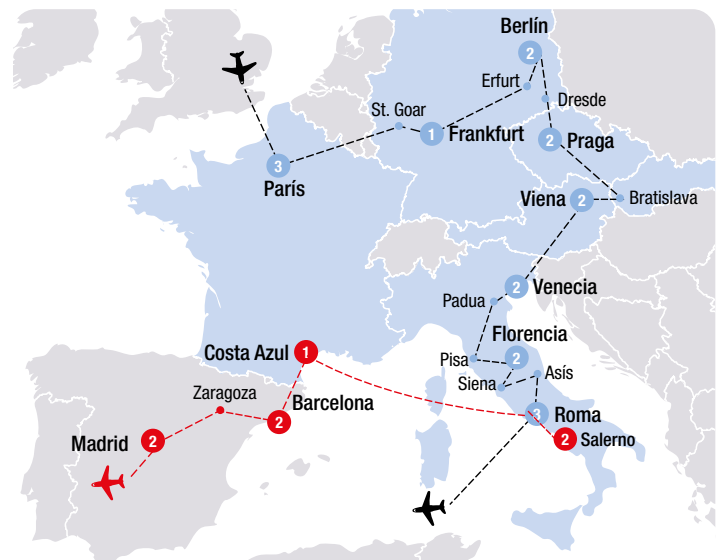 Berlín
2
Erfurt
Dresde
St. Goar
1
Frankfurt
2
Praga
3
París
Viena
2
Bratislava
2
Venecia
Padua
Florencia
2
Pisa
Siena
Asís
Costa Azul
1
Zaragoza
Barcelona
2
Madrid
2
3
Roma
2
Salerno